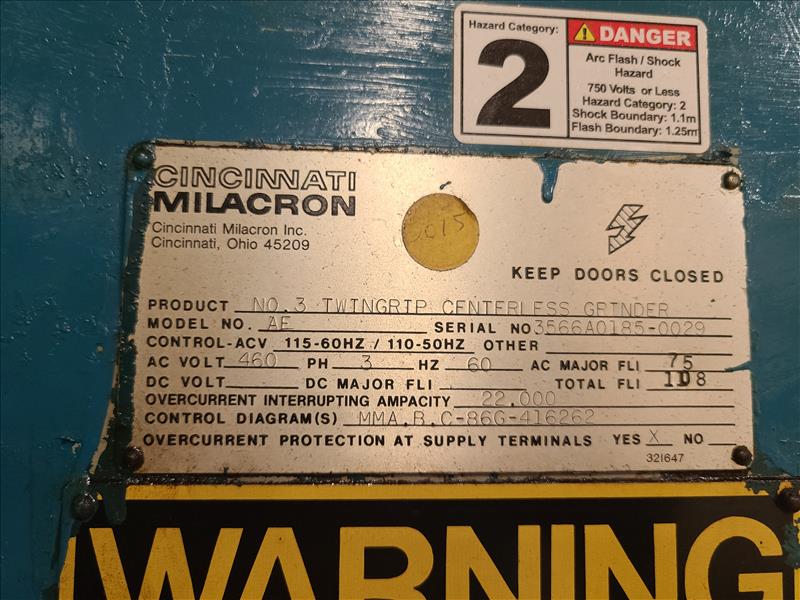 Hazard Category:
2
DANGER
Arc Flash / Shock
Hazard
750 Volts or Less
Hazard Category: 2
Shock Boundary: 1.1m
Flash Boundary: 1.25m
CINCINNATI
MILACRON
Cincinnati Milacron Inc.
Cincinnati, Ohio 45209
KEEP DOORS CLOSED
PRODUCT NO.3 TWINGRIP CENTERLESS GRINDER
MODEL NO. AE SERIAL NO 3566A0185-0029
CONTROL-ACV 115-60HZ / 110-50HZ OTHER
AC VOLT 460 PH 3 HZ 60 AC MAJOR FLI 75
DC VOLT DC MAJOR FLI TOTAL FLI 108
OVERCURRENT INTERRUPTING AMPACITY 22,000
CONTROL DIAGRAM(S) MMA.B.C-86G-416262
OVERCURRENT PROTECTION AT SUPPLY TERMINALS YES X NO
321647
WARNING